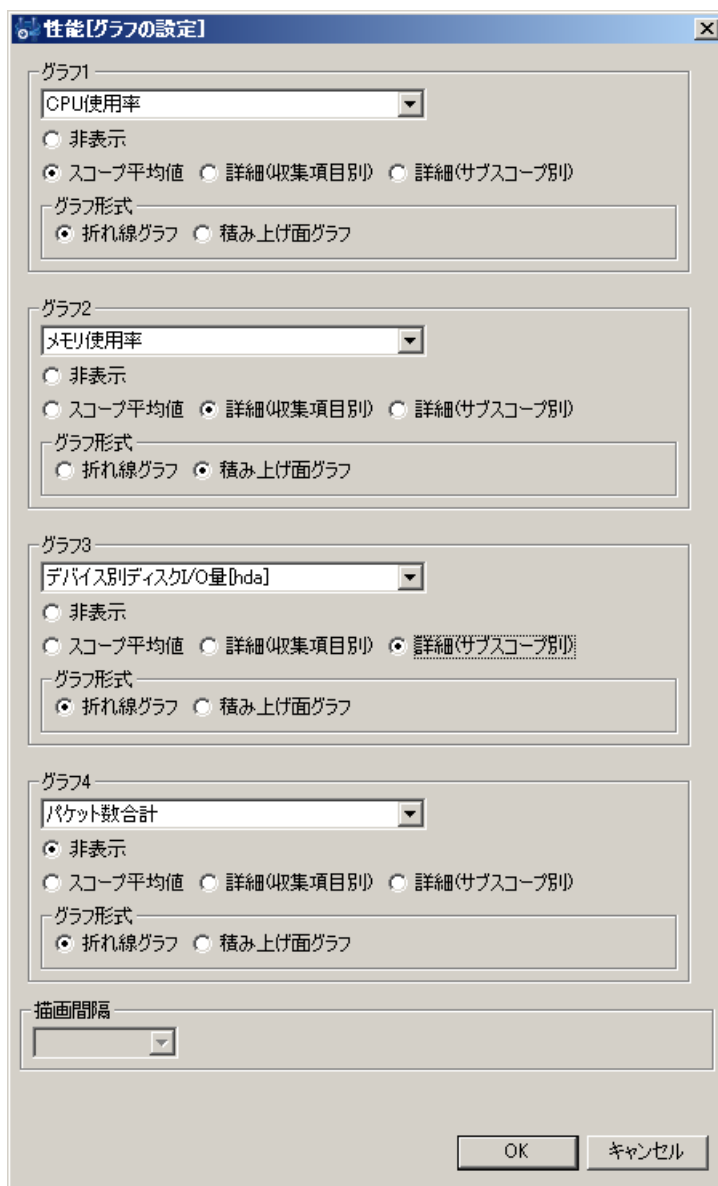 性能[グラフの設定]
グラフ1
CPU使用率
非表示
スコープ平均値 詳細(収集項目別) 詳細(サブスコープ別)
グラフ形式
折れ線グラフ 積み上げ面グラフ
グラフ2
メモリ使用率
非表示
スコープ平均値 詳細(収集項目別) 詳細(サブスコープ別)
グラフ形式
折れ線グラフ 積み上げ面グラフ
グラフ3
デバイス別ディスクI/O量[hda]
非表示
スコープ平均値 詳細(収集項目別) 詳細(サブスコープ別)
グラフ形式
折れ線グラフ 積み上げ面グラフ
グラフ4
パケット数合計
非表示
スコープ平均値 詳細(収集項目別) 詳細(サブスコープ別)
グラフ形式
折れ線グラフ 積み上げ面グラフ
描画間隔
OK キャンセル